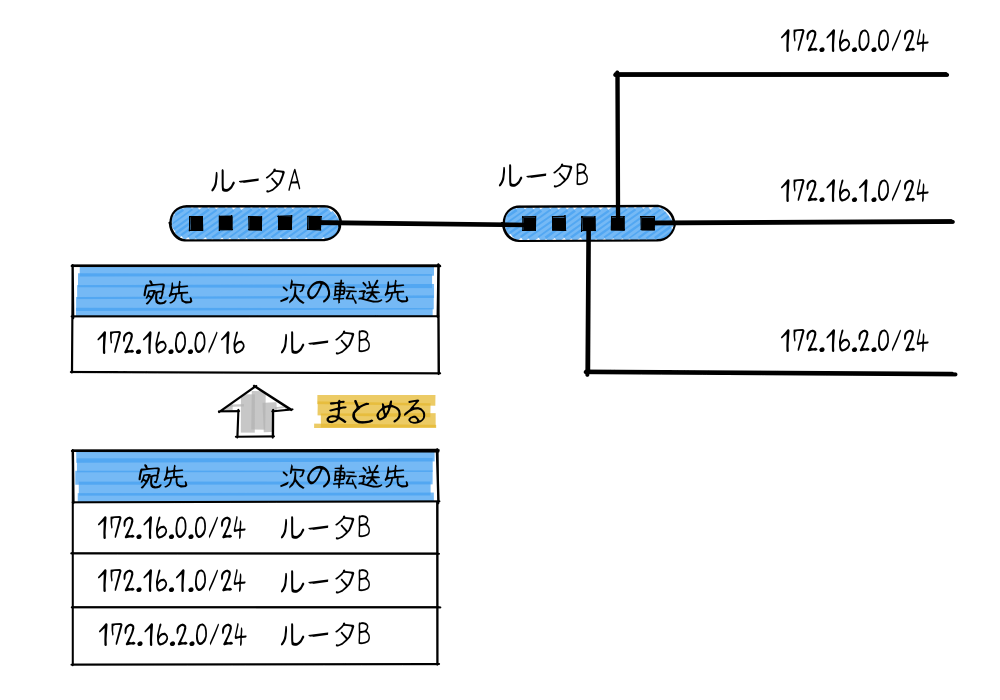 172.16.0.0/24
ルータA
ルータB
172.16.1.0/24
宛先 次の転送先
172.16.0.0/16 ルータB
172.16.2.0/24
まとめる
宛先 次の転送先
172.16.0.0/24 ルータB
172.16.1.0/24 ルータB
172.16.2.0/24 ルータB